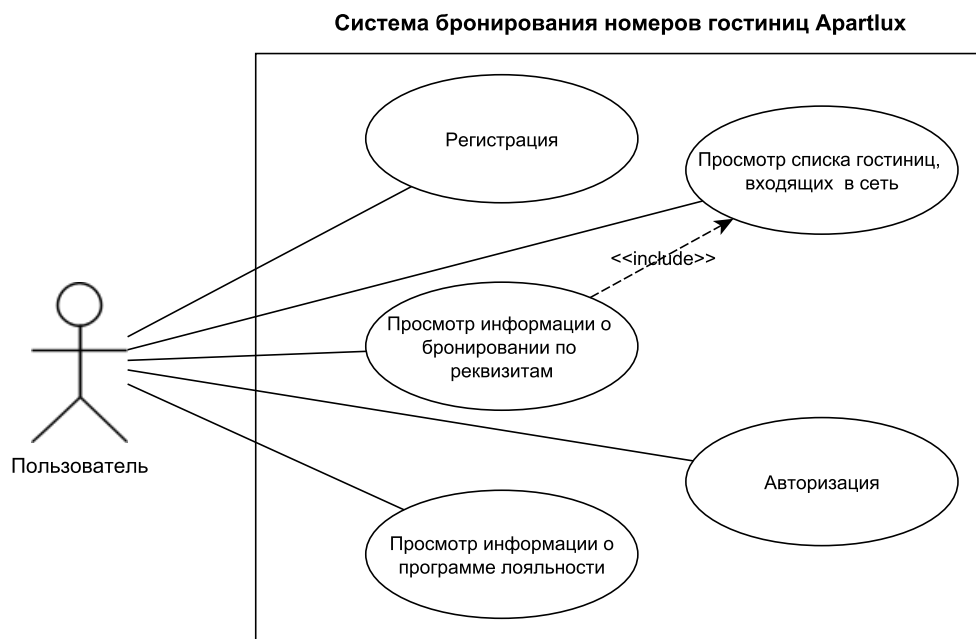 Система бронирования номеров гостиниц Apartlux
Регистрация
Просмотр списка гостиниц,
входящих в сеть
<<include>>
Просмотр информации о
бронировании по
реквизитам
Пользователь
Авторизация
Просмотр информации о
программе лояльности